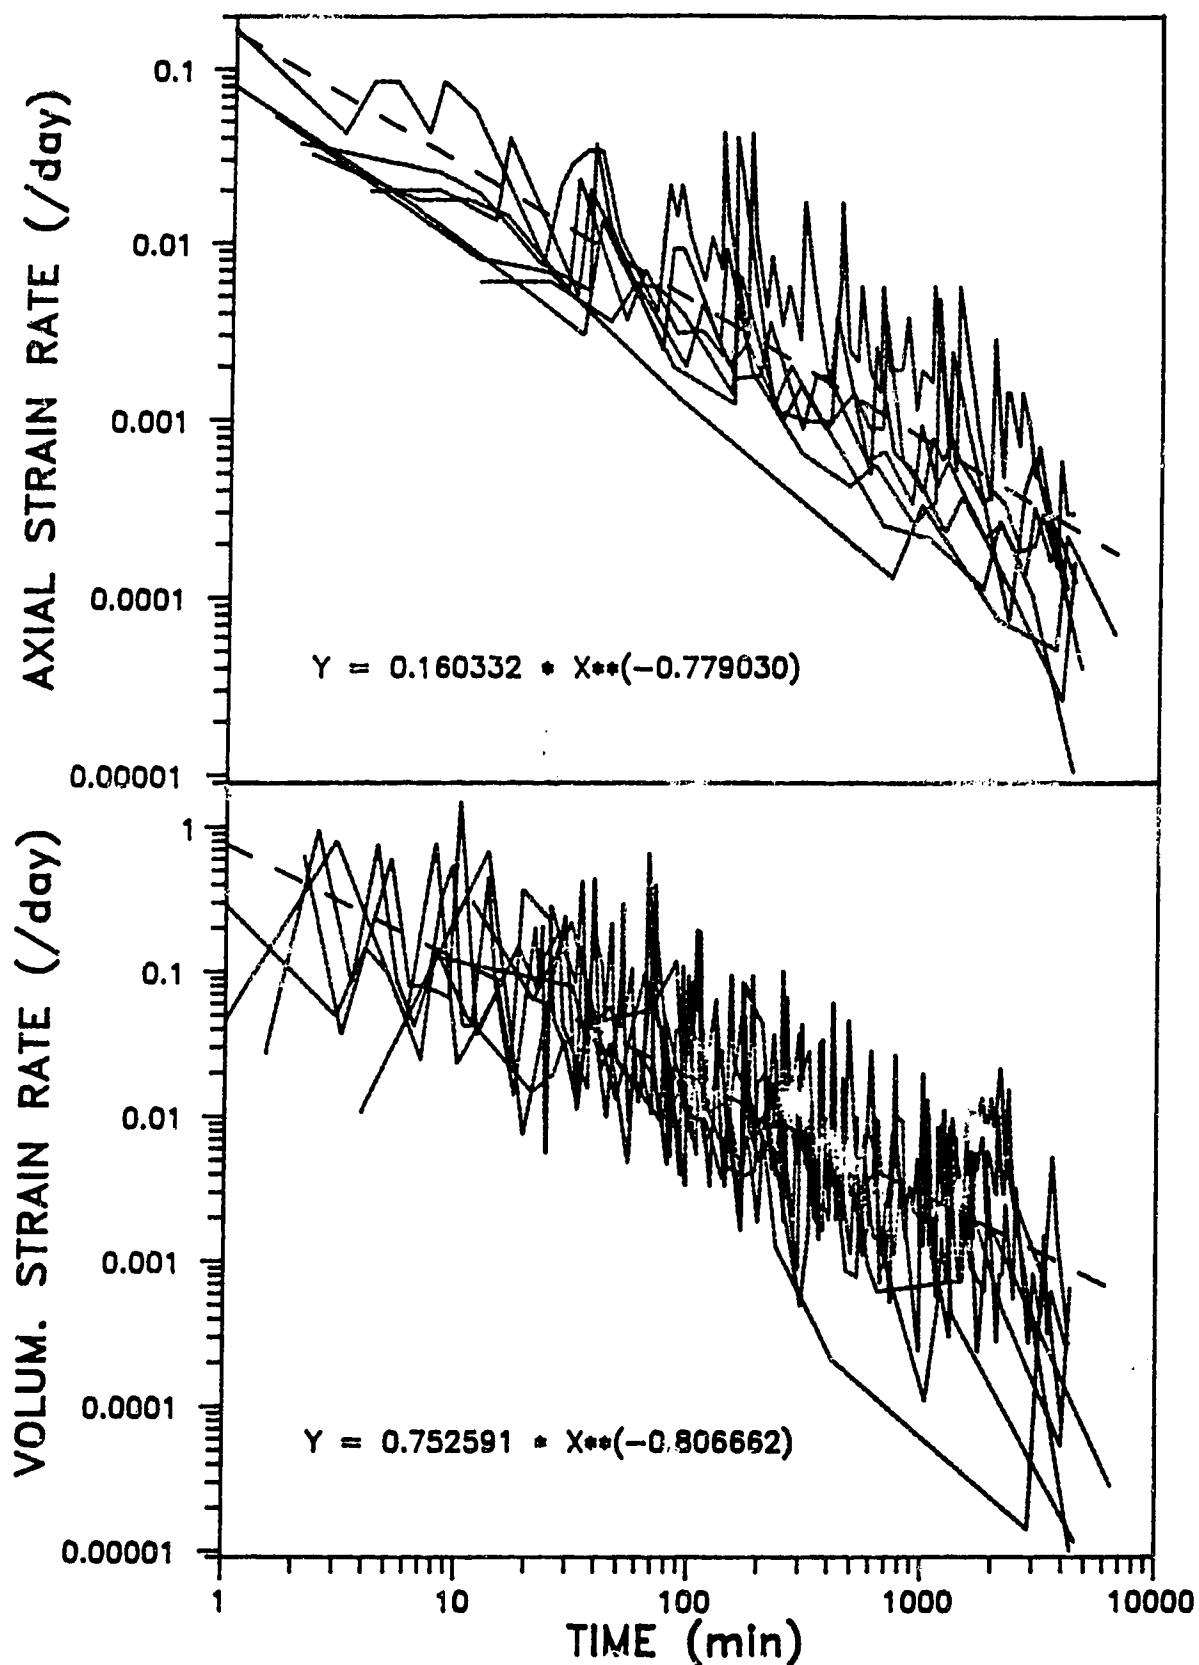 AXIAL STRAIN RATE (/day)
0.1
0.01
0.001
0.0001
0.00001
Y = 0.160332 * X**(-0.779030)
VOLUM. STRAIN RATE (/day)
1
0.1
0.01
0.001
0.0001
0.00001
Y = 0.752591 * X**(-0.806662)
1 10 100 1000 10000
TIME (min)